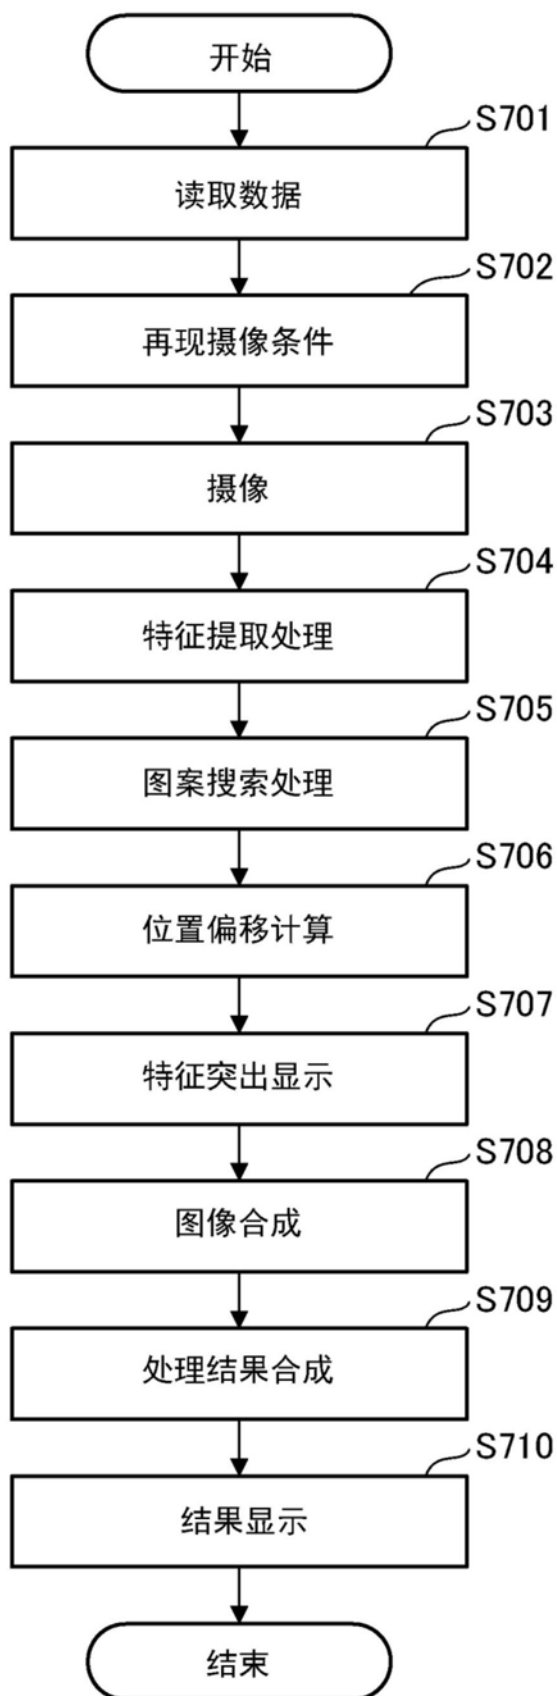 开始
S701
读取数据
S702
再现摄像条件
S703
摄像
S704
特征提取处理
S705
图案搜索处理
S706
位置偏移计算
S707
特征突出显示
S708
图像合成
S709
处理结果合成
S710
结果显示
结束